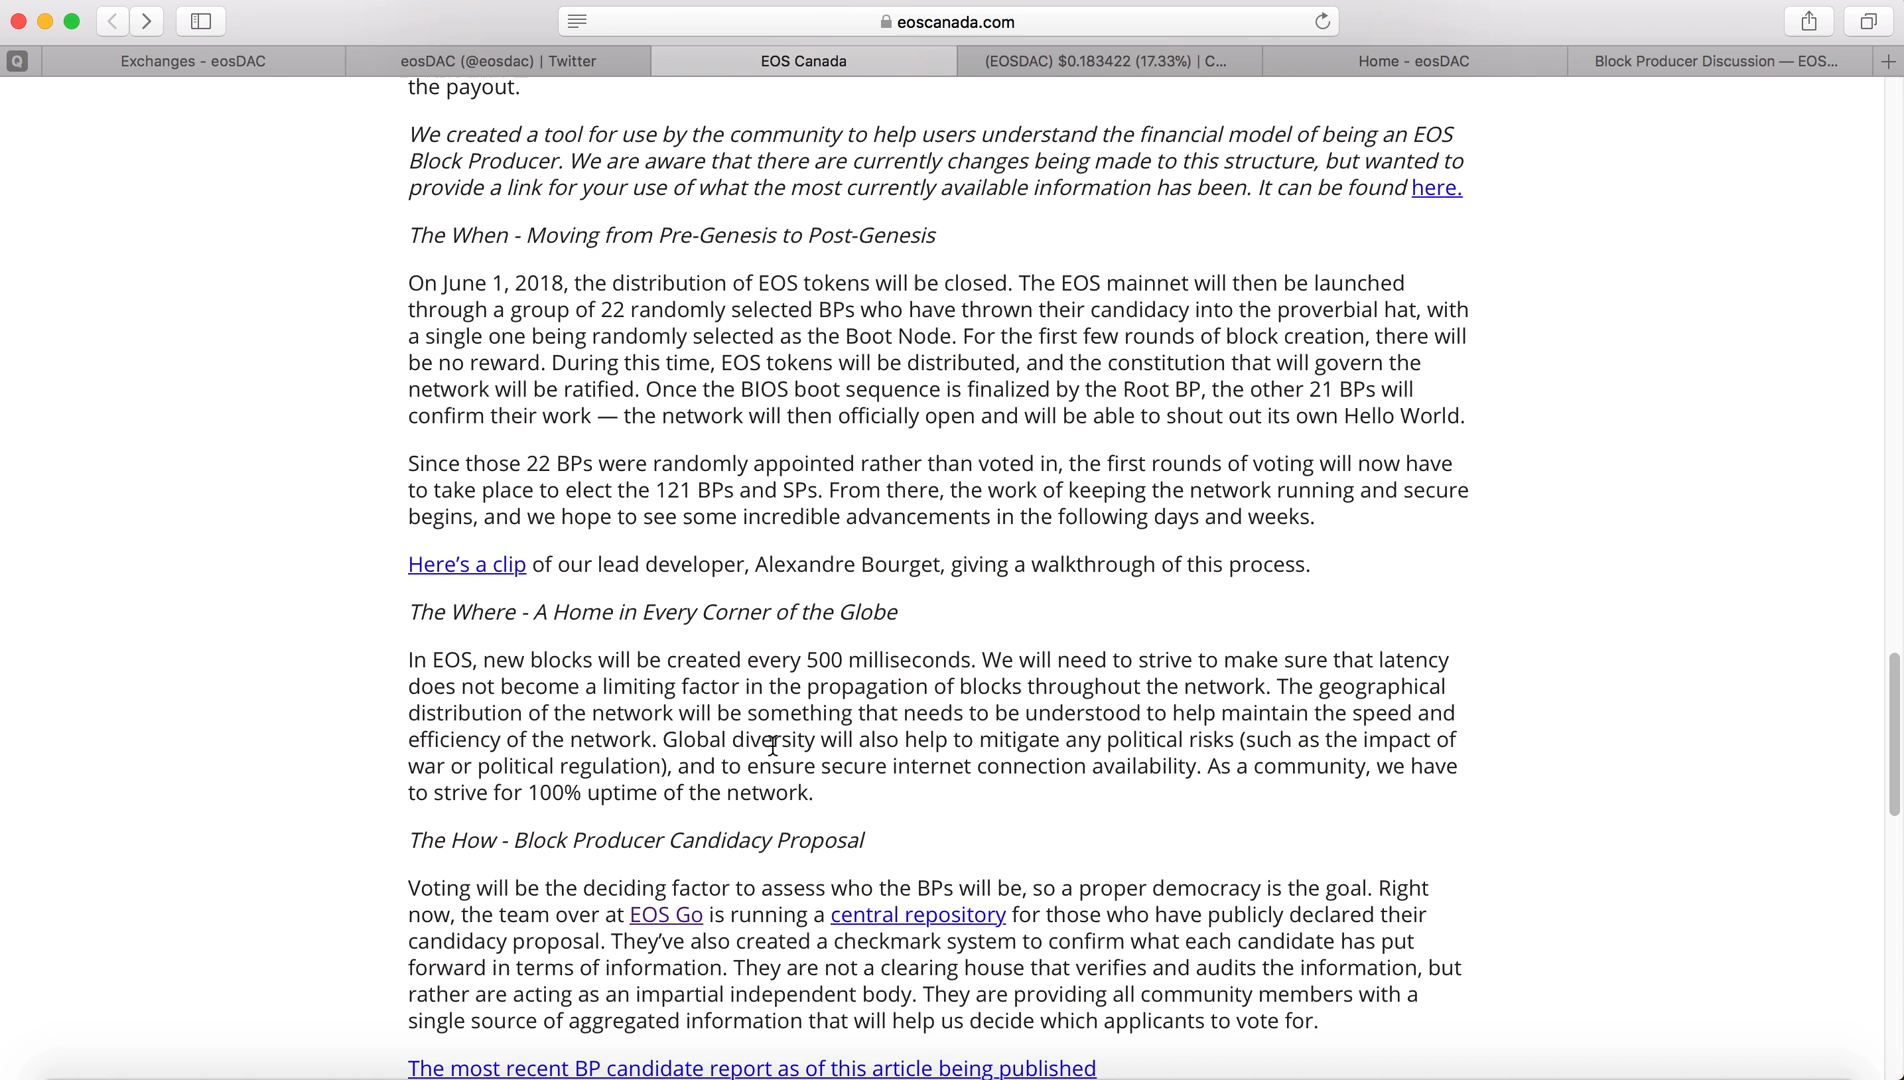 eoscanada.com
Exchanges - eosDAC
eosDAC (@eosdac) | Twitter
EOS Canada
(EOSDAC) $0.183422 (17.33%) | C...
Home - eosDAC
Block Producer Discussion — EOS...
the payout.
We created a tool for use by the community to help users understand the financial model of being an EOS
Block Producer. We are aware that there are currently changes being made to this structure, but wanted to
provide a link for your use of what the most currently available information has been. It can be found here.
The When - Moving from Pre-Genesis to Post-Genesis
On June 1, 2018, the distribution of EOS tokens will be closed. The EOS mainnet will then be launched
through a group of 22 randomly selected BPs who have thrown their candidacy into the proverbial hat, with
a single one being randomly selected as the Boot Node. For the first few rounds of block creation, there will
be no reward. During this time, EOS tokens will be distributed, and the constitution that will govern the
network will be ratified. Once the BIOS boot sequence is finalized by the Root BP, the other 21 BPs will
confirm their work — the network will then officially open and will be able to shout out its own Hello World.
Since those 22 BPs were randomly appointed rather than voted in, the first rounds of voting will now have
to take place to elect the 121 BPs and SPs. From there, the work of keeping the network running and secure
begins, and we hope to see some incredible advancements in the following days and weeks.
Here's a clip of our lead developer, Alexandre Bourget, giving a walkthrough of this process.
The Where - A Home in Every Corner of the Globe
In EOS, new blocks will be created every 500 milliseconds. We will need to strive to make sure that latency
does not become a limiting factor in the propagation of blocks throughout the network. The geographical
distribution of the network will be something that needs to be understood to help maintain the speed and
efficiency of the network. Global diversity will also help to mitigate any political risks (such as the impact of
war or political regulation), and to ensure secure internet connection availability. As a community, we have
to strive for 100% uptime of the network.
The How - Block Producer Candidacy Proposal
Voting will be the deciding factor to assess who the BPs will be, so a proper democracy is the goal. Right
now, the team over at EOS Go is running a central repository for those who have publicly declared their
candidacy proposal. They've also created a checkmark system to confirm what each candidate has put
forward in terms of information. They are not a clearing house that verifies and audits the information, but
rather are acting as an impartial independent body. They are providing all community members with a
single source of aggregated information that will help us decide which applicants to vote for.
The most recent BP candidate report as of this article being published